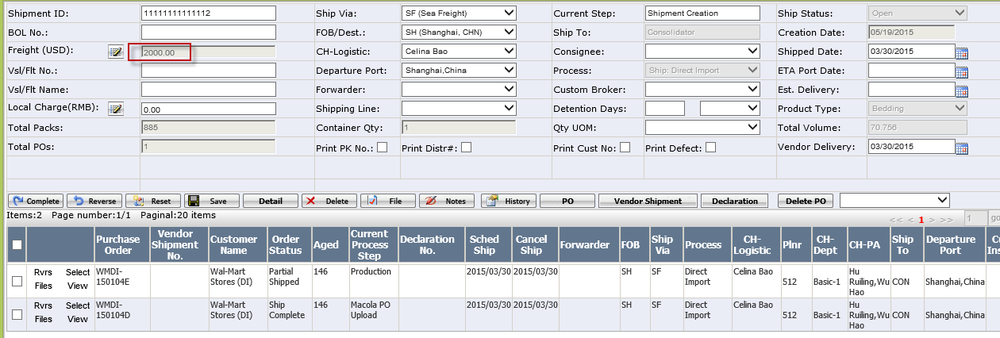 Shipment ID: 11111111111112 Ship Via: SF (Sea Freight) Current Step: Shipment Creation Ship Status: Open
BOL No.: FOB/Dest.: SH (Shanghai, CHN) Ship To: Consolidator Creation Date: 05/19/2015
Freight (USD): 2000.00 CH-Logistic: Celina Bao Consignee: Shipped Date: 03/30/2015
Vsl/Flt No.: Departure Port: Shanghai,China Process: Ship: Direct Import ETA Port Date:
Vsl/Flt Name: Forwarder: Custom Broker: Est. Delivery:
Local Charge(RMB): 0.00 Shipping Line: Detention Days: Product Type: Bedding
Total Packs: 885 Container Qty: 1 Qty UOM: Total Volume: 70.756
Total POs: 1 Print PK No.: Print Distr#: Print Cust No: Print Defect: Vendor Delivery: 03/30/2015
Complete Reverse Reset Save Detail Delete File Notes History PO Vendor Shipment Declaration Delete PO
Items:2 Page number:1/1 Paginal:20 items
<< < 1 > >> 1 go
Purchase Order Vendor Shipment No. Customer Name Order Status Aged Current Process Step Declaration No. Sched Ship Cancel Ship Forwarder FOB Ship Via Process CH-Logistic Plnr CH-Dept CH-PA Ship To Departure Port
Rvrs Select Files View WMDI-150104E Wal-Mart Stores (DI) Partial Shipped 146 Production 2015/03/30 2015/03/30 SH SF Direct Import Celina Bao 512 Basic-1 Hu Ruiling,Wu Hao CON Shanghai,China
Rvrs Select Files View WMDI-150104D Wal-Mart Stores (DI) Ship Complete 146 Macola PO Upload 2015/03/30 2015/03/30 SH SF Direct Import Celina Bao 512 Basic-1 Hu Ruiling,Wu Hao CON Shanghai,China